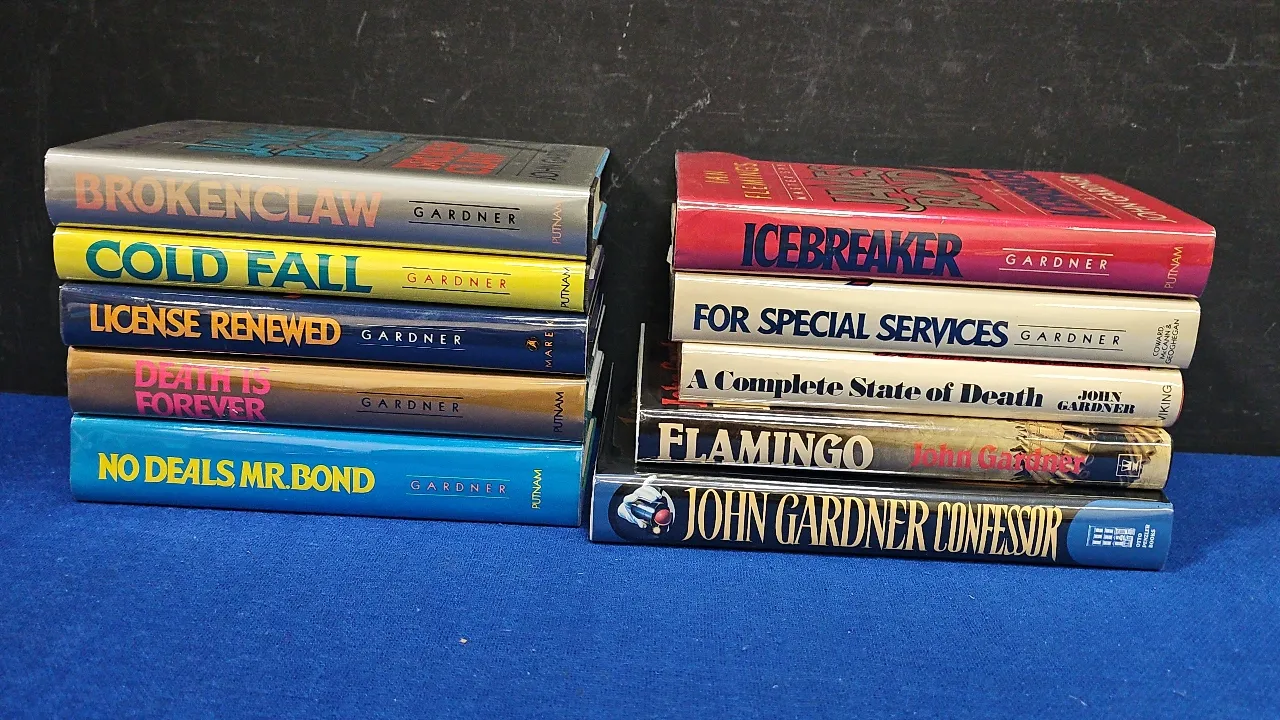 BROKENCLAW GARDNER PUTNAM
COLD FALL GARDNER PUTNAM
LICENSE RENEWED GARDNER MAREK
DEATH IS
FOREVER GARDNER PUTNAM
NO DEALS, MR. BOND GARDNER PUTNAM
IAN
FLEMING'S
JAMES
BOND
ICEBREAKER GARDNER PUTNAM
FOR SPECIAL SERVICES GARDNER COWARD,
McCANN &
GEOGHEGAN
A Complete State of Death JOHN
GARDNER VIKING
FLAMINGO John Gardner
JOHN GARDNER CONFESSOR OTTO
PENZLER
BOOKS